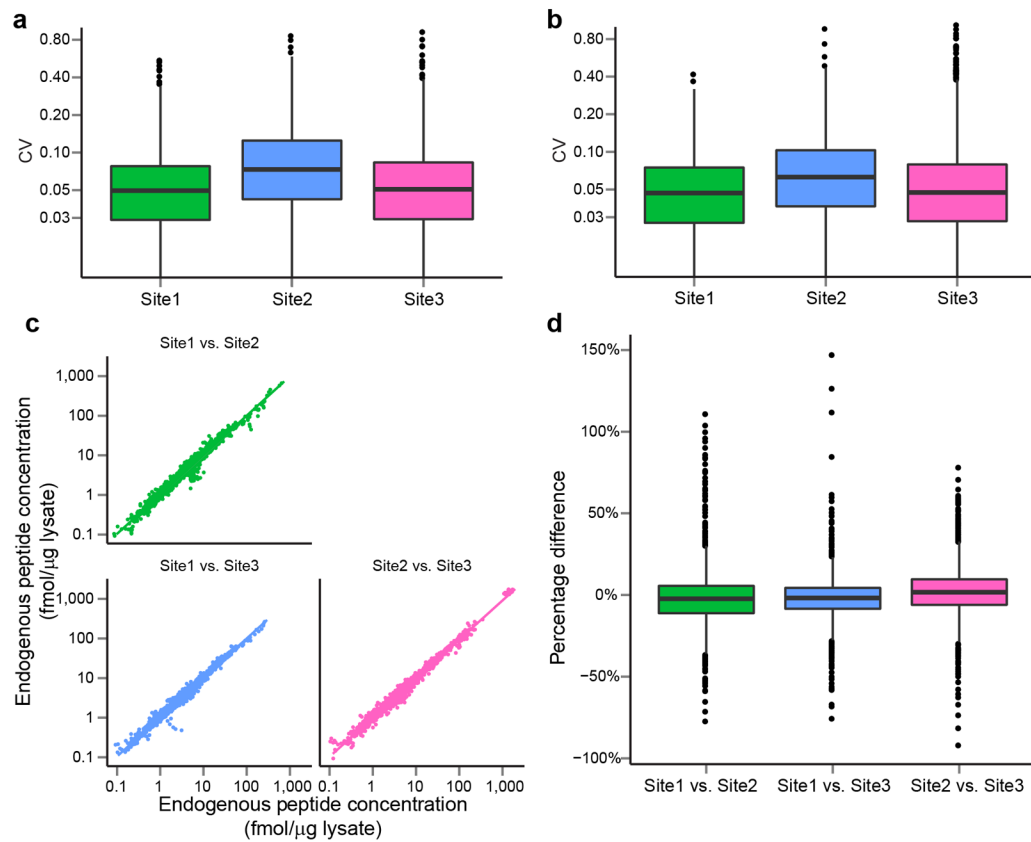 a
0.80
0.40
0.20
0.10
0.05
0.03
CV
Site1 Site2 Site3
b
0.80
0.40
0.20
0.10
0.05
0.03
CV
Site1 Site2 Site3
c
Site1 vs. Site2
1,000
100
10
1
0.1
Endogenous peptide concentration
(fmol/µg lysate)
Site1 vs. Site3
1,000
100
10
1
0.1
0.1 1 10 100 1,000
Site2 vs. Site3
0.1 1 10 100 1,000
Endogenous peptide concentration
(fmol/µg lysate)
d
150%
100%
50%
0%
−50%
−100%
Percentage difference
Site1 vs. Site2 Site1 vs. Site3 Site2 vs. Site3